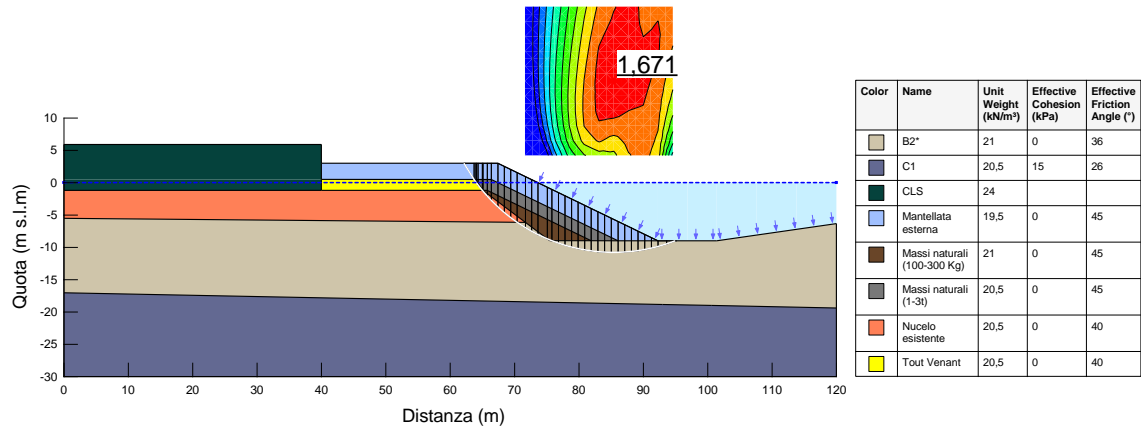 1,671
10
5
0
-5
-10
-15
-20
-25
-30
Quota (m s.l.m)
0 10 20 30 40 50 60 70 80 90 100 110 120
Distanza (m)
Color Name Unit Weight (kN/m³) Effective Cohesion (kPa) Effective Friction Angle (°)
B2* 21 0 36
C1 20,5 15 26
CLS 24
Mantellata esterna 19,5 0 45
Massi naturali (100-300 Kg) 21 0 45
Massi naturali (1-3t) 20,5 0 45
Nucelo esistente 20,5 0 40
Tout Venant 20,5 0 40